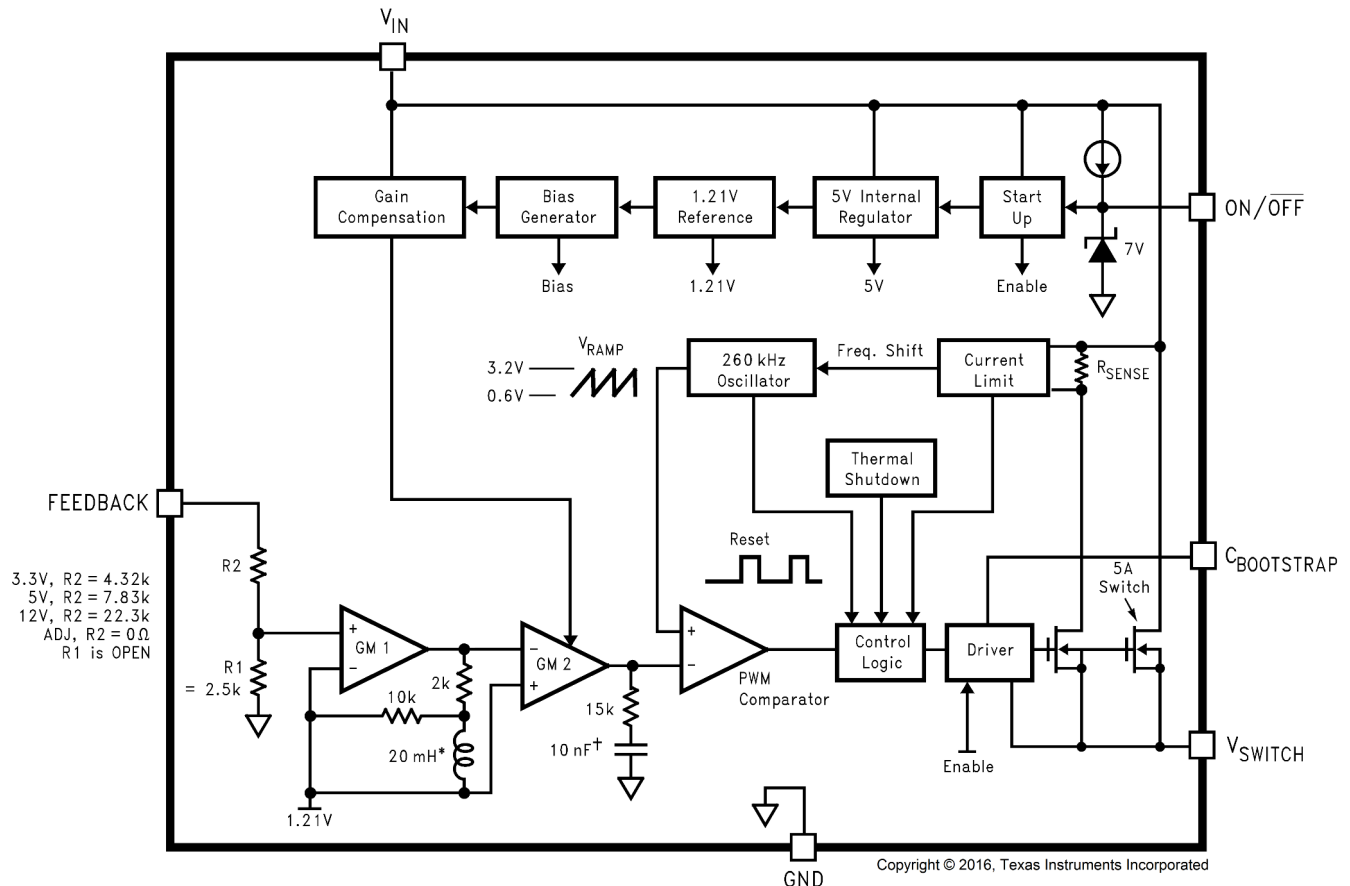 VIN
Gain
Compensation
Bias
Generator
1.21V
Reference
5V Internal
Regulator
Start
Up
ON/OFF
7V
Bias
1.21V
5V
Enable
VRAMP
3.2V
0.6V
260 kHz
Oscillator
Freq. Shift
Current
Limit
RSENSE
Thermal
Shutdown
FEEDBACK
Reset
CBOOTSTRAP
5A
Switch
R2
3.3V, R2 = 4.32k
5V, R2 = 7.83k
12V, R2 = 22.3k
ADJ, R2 = 0Ω
R1 is OPEN
R1
= 2.5k
+
GM 1
−
−
GM 2
+
2k
10k
20 mH*
1.21V
15k
10 nF†
+
−
PWM
Comparator
Control
Logic
Driver
Enable
VSWITCH
GND
Copyright © 2016, Texas Instruments Incorporated